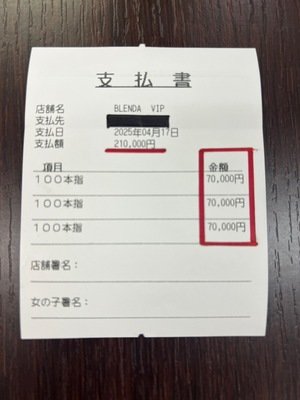 支 払 書
店舗名 BLENDA VIP
支払先
支払日 2025年04月17日
支払額 210,000円
項目 金額
１００本指 70,000円
１００本指 70,000円
１００本指 70,000円
店舗署名：
女の子署名：